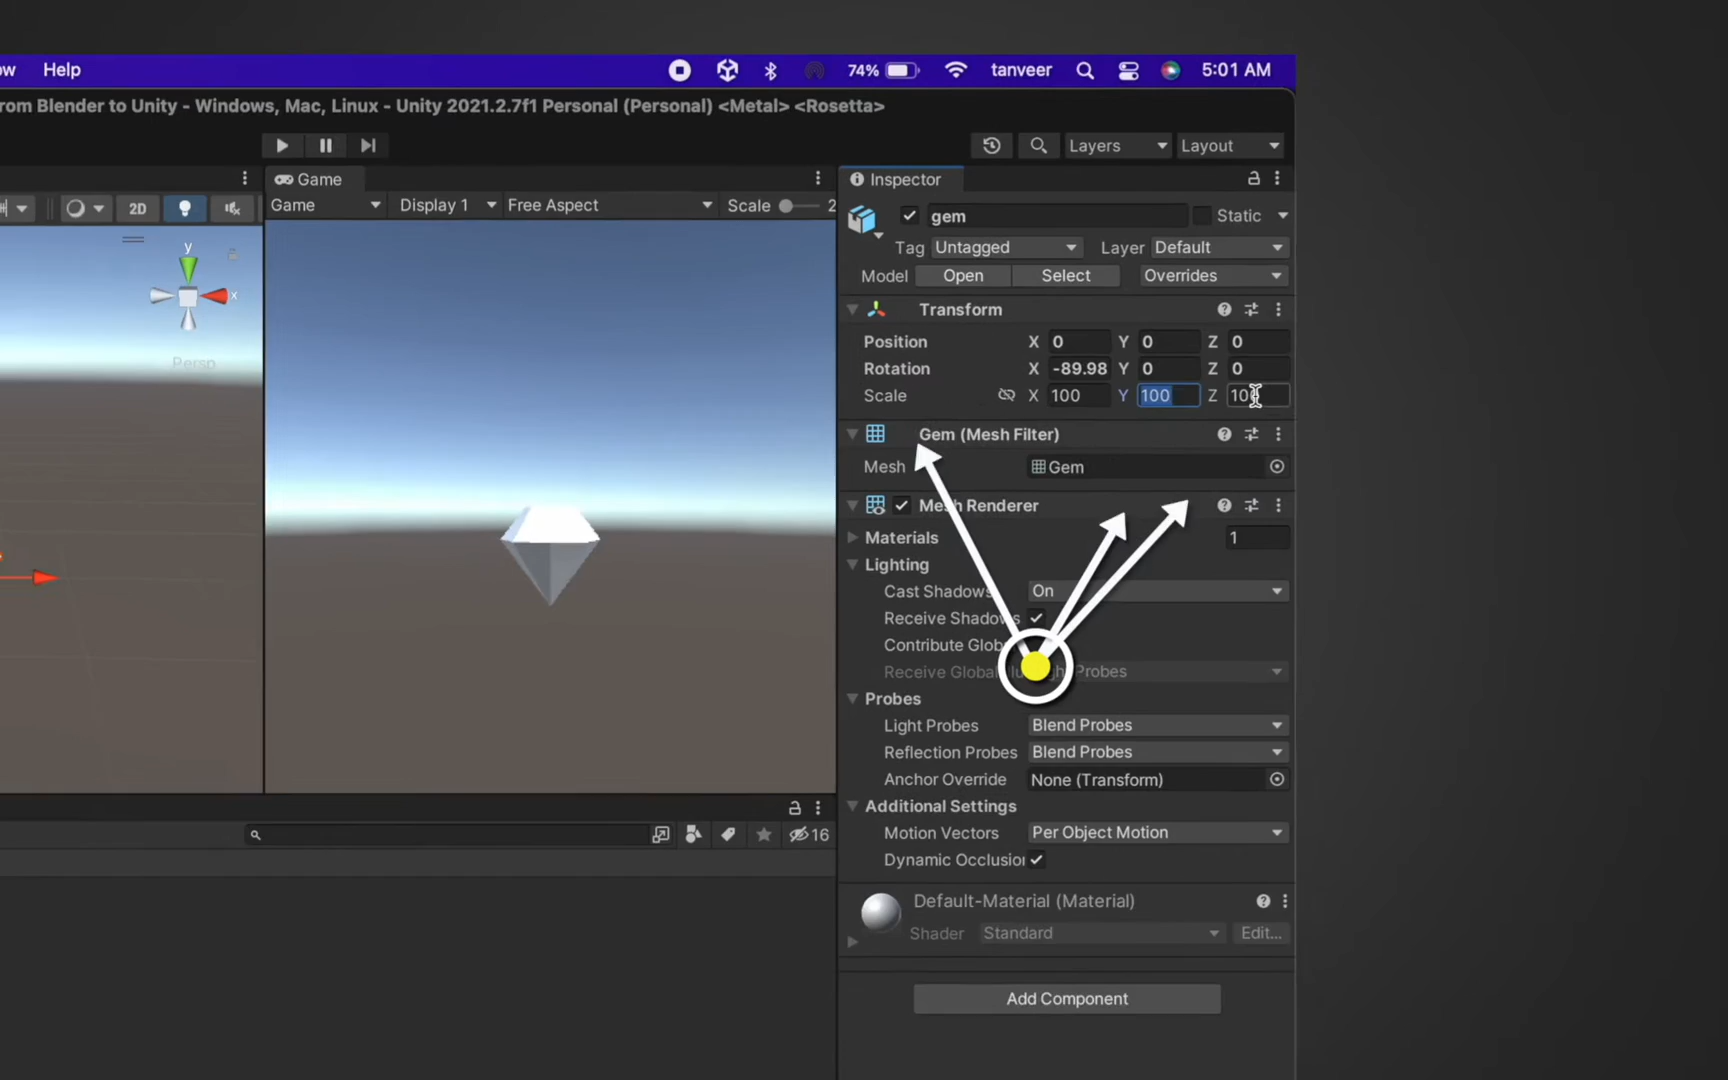 ow Help 74% tanveer 5:01 AM
rom Blender to Unity - Windows, Mac, Linux - Unity 2021.2.7f1 Personal (Personal) <Metal> <Rosetta>
Layers Layout
Game Inspector
2D Game Display 1 Free Aspect Scale 2
gem Static
Tag Untagged Layer Default
Model Open Select Overrides
y
x
Persp
Transform
Position X 0 Y 0 Z 0
Rotation X -89.98 Y 0 Z 0
Scale X 100 Y 100 Z 100
Gem (Mesh Filter)
Mesh Gem
Mesh Renderer
Materials 1
Lighting
Cast Shadows On
Receive Shadows
Contribute Glob
Receive Global Illu Probes
Probes
Light Probes Blend Probes
Reflection Probes Blend Probes
Anchor Override None (Transform)
Additional Settings
16 Motion Vectors Per Object Motion
Dynamic Occlusion
Default-Material (Material)
Shader Standard Edit...
Add Component